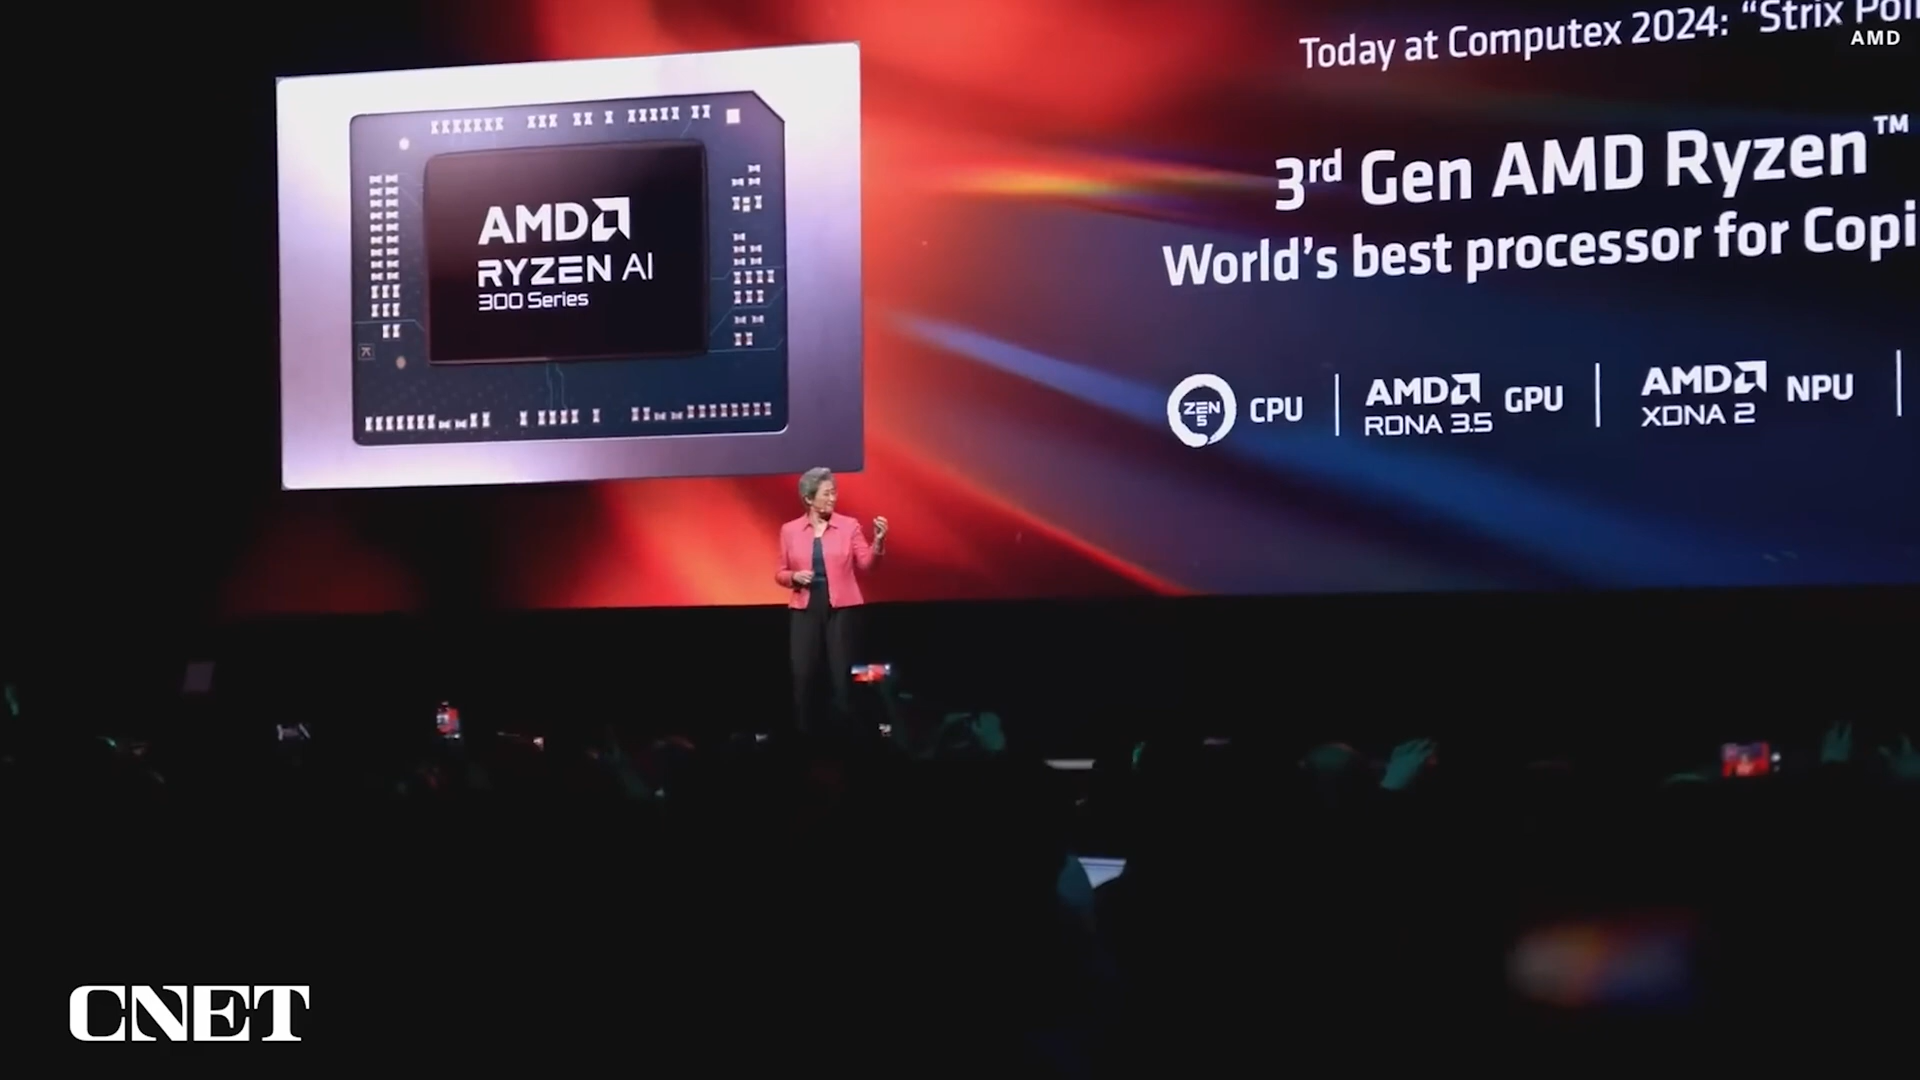 Today at Computex 2024: “Strix
AMD
3rd Gen AMD Ryzen™
World’s best processor for
AMD
RYZEN AI
300 Series
ZEN
5
CPU
AMD
RDNA 3.5
GPU
AMD
XDNA 2
NPU
CNET